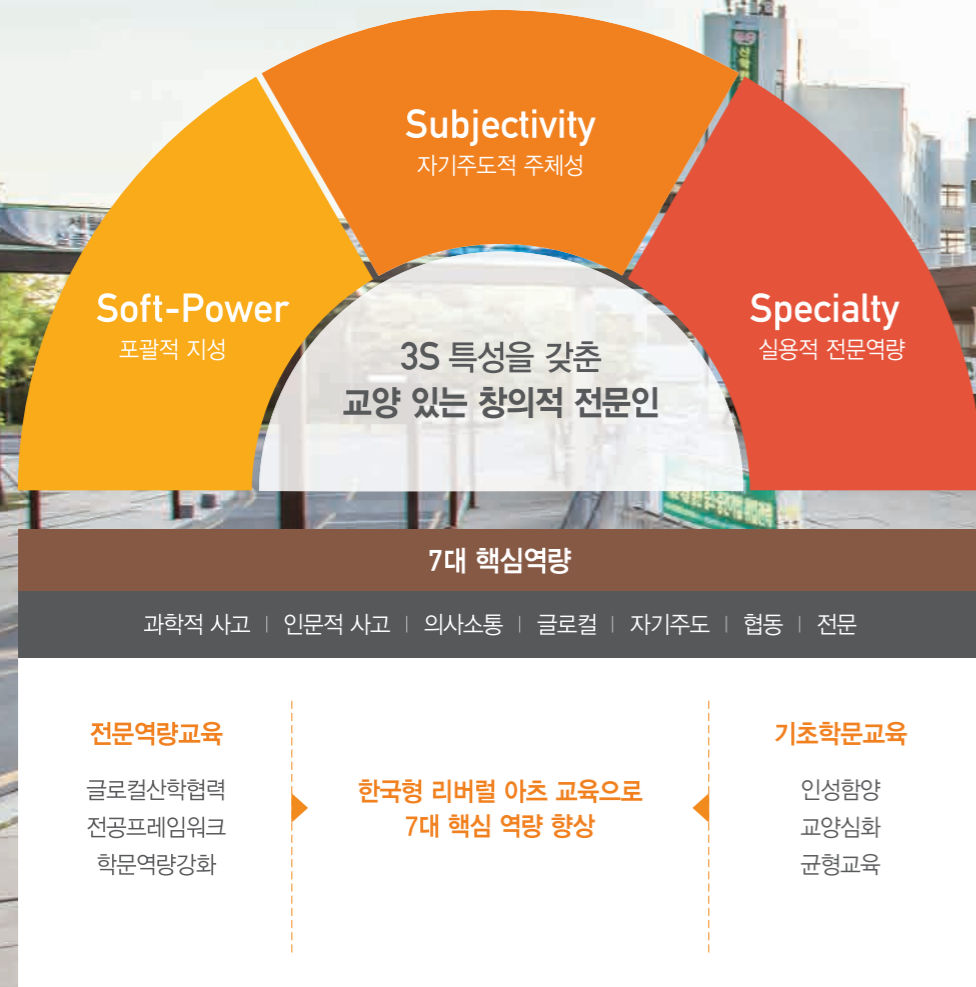 Subjectivity
자기주도적 주체성
Soft-Power
포괄적 지성
Specialty
실용적 전문역량
3S 특성을 갖춘
교양 있는 창의적 전문인
7대 핵심역량
과학적 사고 | 인문적 사고 | 의사소통 | 글로컬 | 자기주도 | 협동 | 전문
전문역량교육
글로컬산학협력
전공프레임워크
학문역량강화
한국형 리버럴 아츠 교육으로
7대 핵심 역량 향상
기초학문교육
인성함양
교양심화
균형교육